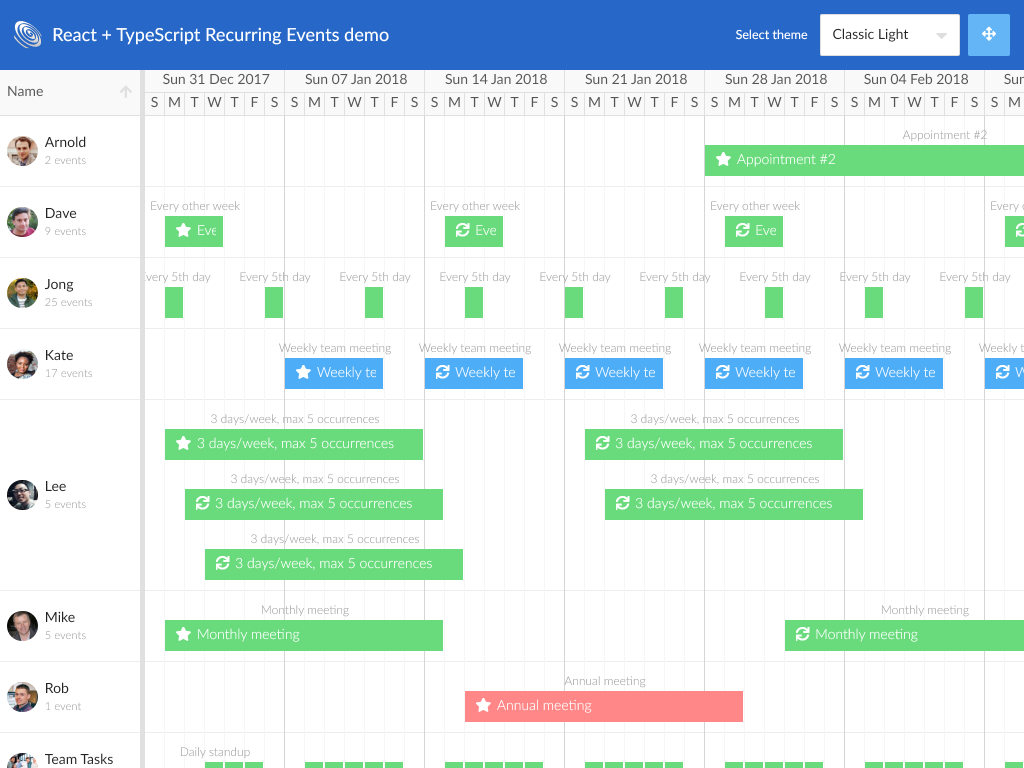 React + TypeScript Recurring Events demo
Select theme
Classic Light
Name
Sun 31 Dec 2017 Sun 07 Jan 2018 Sun 14 Jan 2018 Sun 21 Jan 2018 Sun 28 Jan 2018 Sun 04 Feb 2018 Sun
S M T W T F S S M T W T F S S M T W T F S S M T W T F S S M T W T F S S M T W T F S S M
Arnold
2 events
Appointment #2
Appointment #2
Dave
9 events
Every other week Every other week Every other week Every o
Eve Eve Eve
Jong
25 events
very 5th day Every 5th day Every 5th day Every 5th day Every 5th day Every 5th day Every 5th day Every 5th day Every 5th day
Kate
17 events
Weekly team meeting Weekly team meeting Weekly team meeting Weekly team meeting Weekly team meeting Weekly t
Weekly te Weekly te Weekly te Weekly te Weekly te W
Lee
5 events
3 days/week, max 5 occurrences 3 days/week, max 5 occurrences
3 days/week, max 5 occurrences 3 days/week, max 5 occurrences
3 days/week, max 5 occurrences 3 days/week, max 5 occurrences
3 days/week, max 5 occurrences 3 days/week, max 5 occurrences
3 days/week, max 5 occurrences
3 days/week, max 5 occurrences
Mike
5 events
Monthly meeting Monthly meeting
Monthly meeting Monthly meeting
Rob
1 event
Annual meeting
Annual meeting
Team Tasks
Daily standup